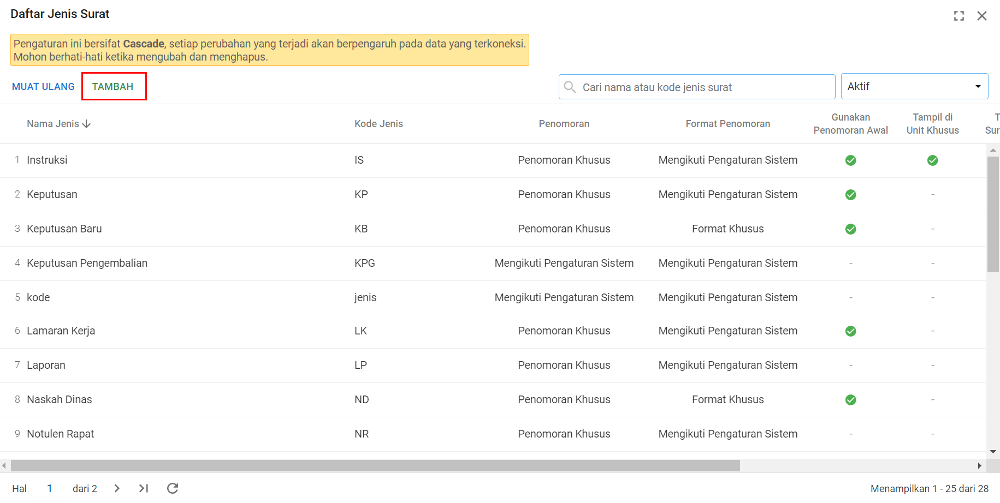 Daftar Jenis Surat
Pengaturan ini bersifat Cascade, setiap perubahan yang terjadi akan berpengaruh pada data yang terkoneksi.
Mohon berhati-hati ketika mengubah dan menghapus.
MUAT ULANG TAMBAH Cari nama atau kode jenis surat Aktif
Nama Jenis Kode Jenis Penomoran Format Penomoran Gunakan Penomoran Awal Tampil di Unit Khusus T Sur
1 Instruksi IS Penomoran Khusus Mengikuti Pengaturan Sistem
2 Keputusan KP Penomoran Khusus Mengikuti Pengaturan Sistem -
3 Keputusan Baru KB Penomoran Khusus Format Khusus -
4 Keputusan Pengembalian KPG Mengikuti Pengaturan Sistem Mengikuti Pengaturan Sistem - -
5 kode jenis Mengikuti Pengaturan Sistem Mengikuti Pengaturan Sistem - -
6 Lamaran Kerja LK Penomoran Khusus Mengikuti Pengaturan Sistem -
7 Laporan LP Penomoran Khusus Mengikuti Pengaturan Sistem - -
8 Naskah Dinas ND Penomoran Khusus Format Khusus -
9 Notulen Rapat NR Penomoran Khusus Mengikuti Pengaturan Sistem - -
Hal 1 dari 2 Menampilkan 1 - 25 dari 28